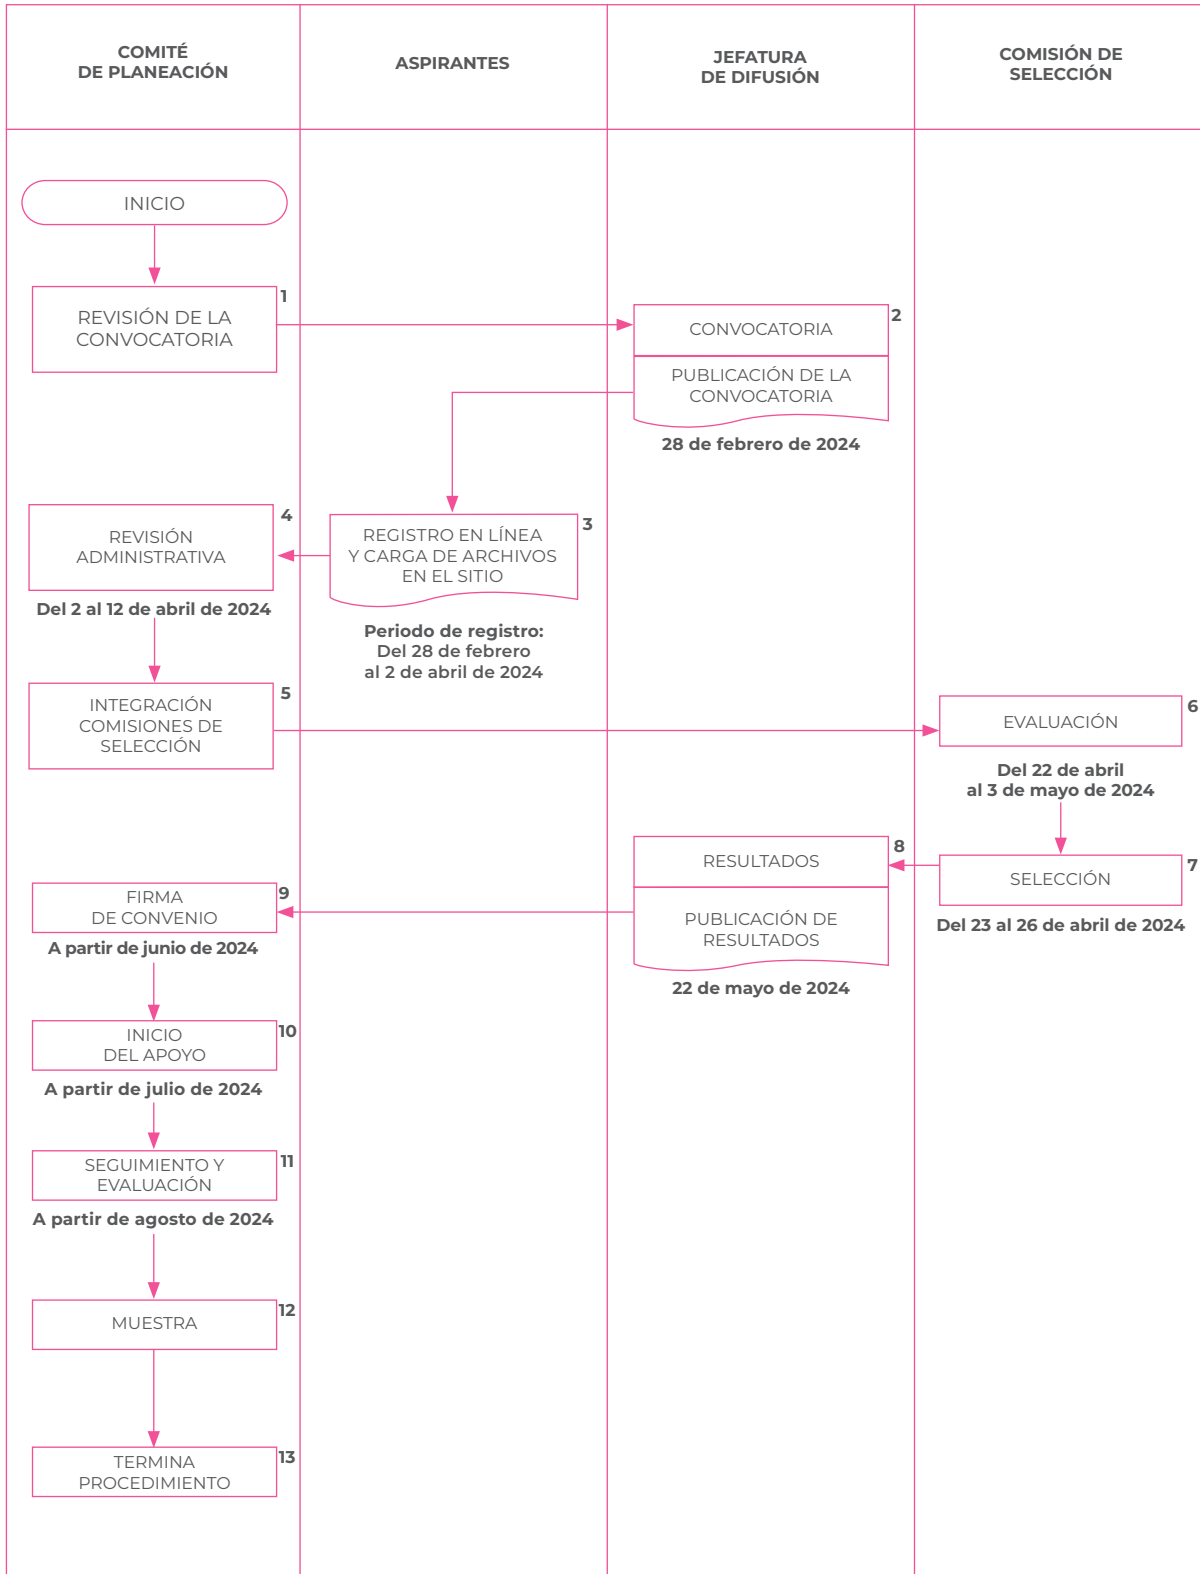 COMITÉ
DE PLANEACIÓN
ASPIRANTES
JEFATURA
DE DIFUSIÓN
COMISIÓN DE
SELECCIÓN
INICIO
1
REVISIÓN DE LA
CONVOCATORIA
2
CONVOCATORIA
PUBLICACIÓN DE LA
CONVOCATORIA
28 de febrero de 2024
3
REGISTRO EN LÍNEA
Y CARGA DE ARCHIVOS
EN EL SITIO
Periodo de registro:
Del 28 de febrero
al 2 de abril de 2024
4
REVISIÓN
ADMINISTRATIVA
Del 2 al 12 de abril de 2024
5
INTEGRACIÓN
COMISIONES DE
SELECCIÓN
6
EVALUACIÓN
Del 22 de abril
al 3 de mayo de 2024
7
SELECCIÓN
Del 23 al 26 de abril de 2024
8
RESULTADOS
PUBLICACIÓN DE
RESULTADOS
22 de mayo de 2024
9
FIRMA
DE CONVENIO
A partir de junio de 2024
10
INICIO
DEL APOYO
A partir de julio de 2024
11
SEGUIMIENTO Y
EVALUACIÓN
A partir de agosto de 2024
12
MUESTRA
13
TERMINA
PROCEDIMIENTO